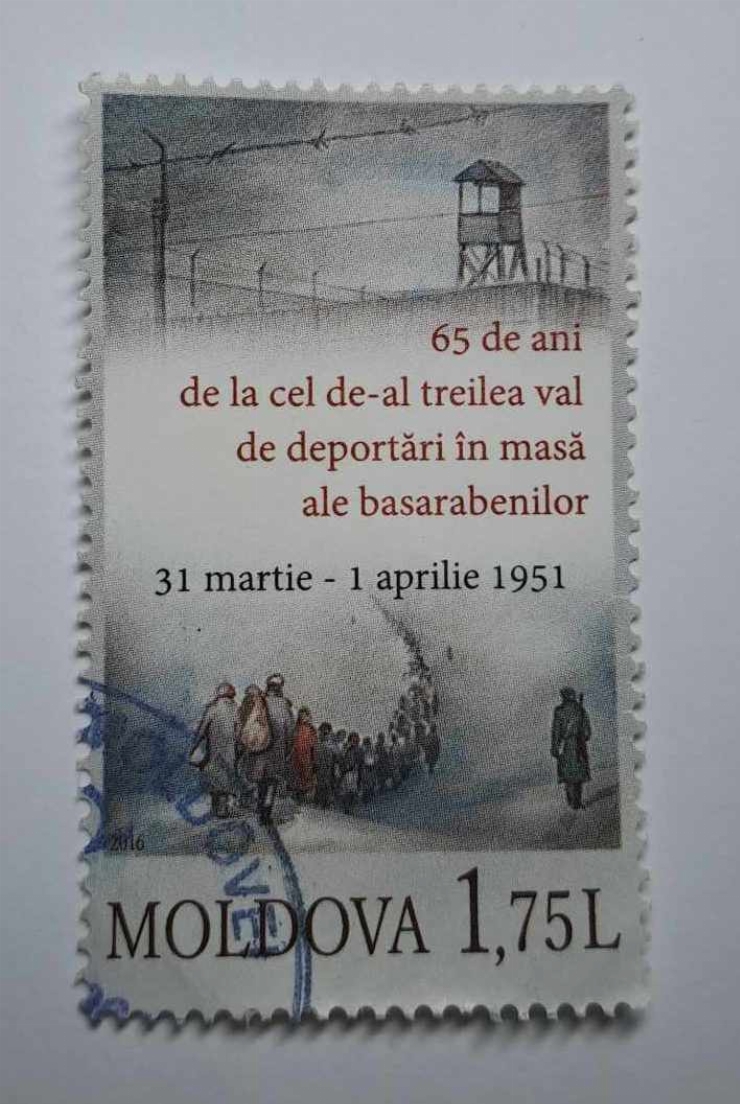 65 de ani
de la cel de-al treilea val
de deportări în masă
ale basarabenilor
31 martie - 1 aprilie 1951
2016
MOLDOVA 1,75L
MOLDOVEI